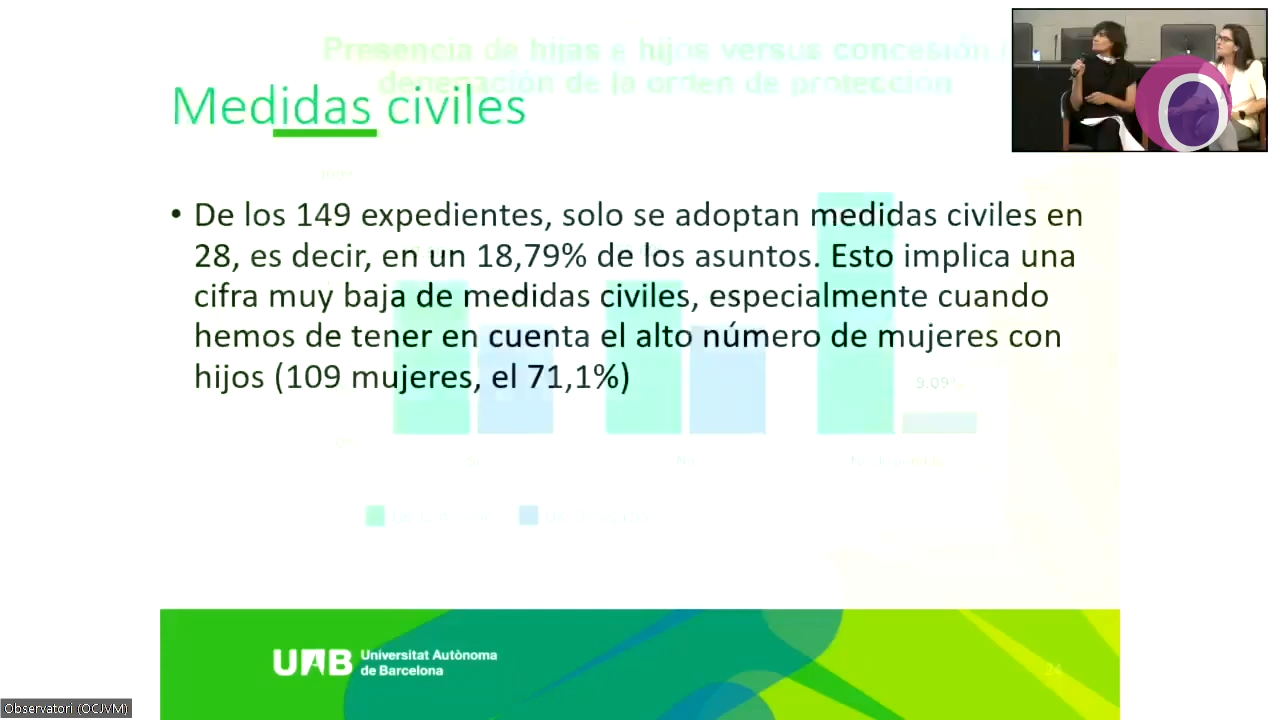 Presencia de hijas e hijos versus concesión /
denegación de la orden de protección
Medidas civiles
• De los 149 expedientes, solo se adoptan medidas civiles en
28, es decir, en un 18,79% de los asuntos. Esto implica una
cifra muy baja de medidas civiles, especialmente cuando
hemos de tener en cuenta el alto número de mujeres con
hijos (109 mujeres, el 71,1%)
9.09%
UAB Universitat Autònoma
de Barcelona
24
Observatori (OCJVM)